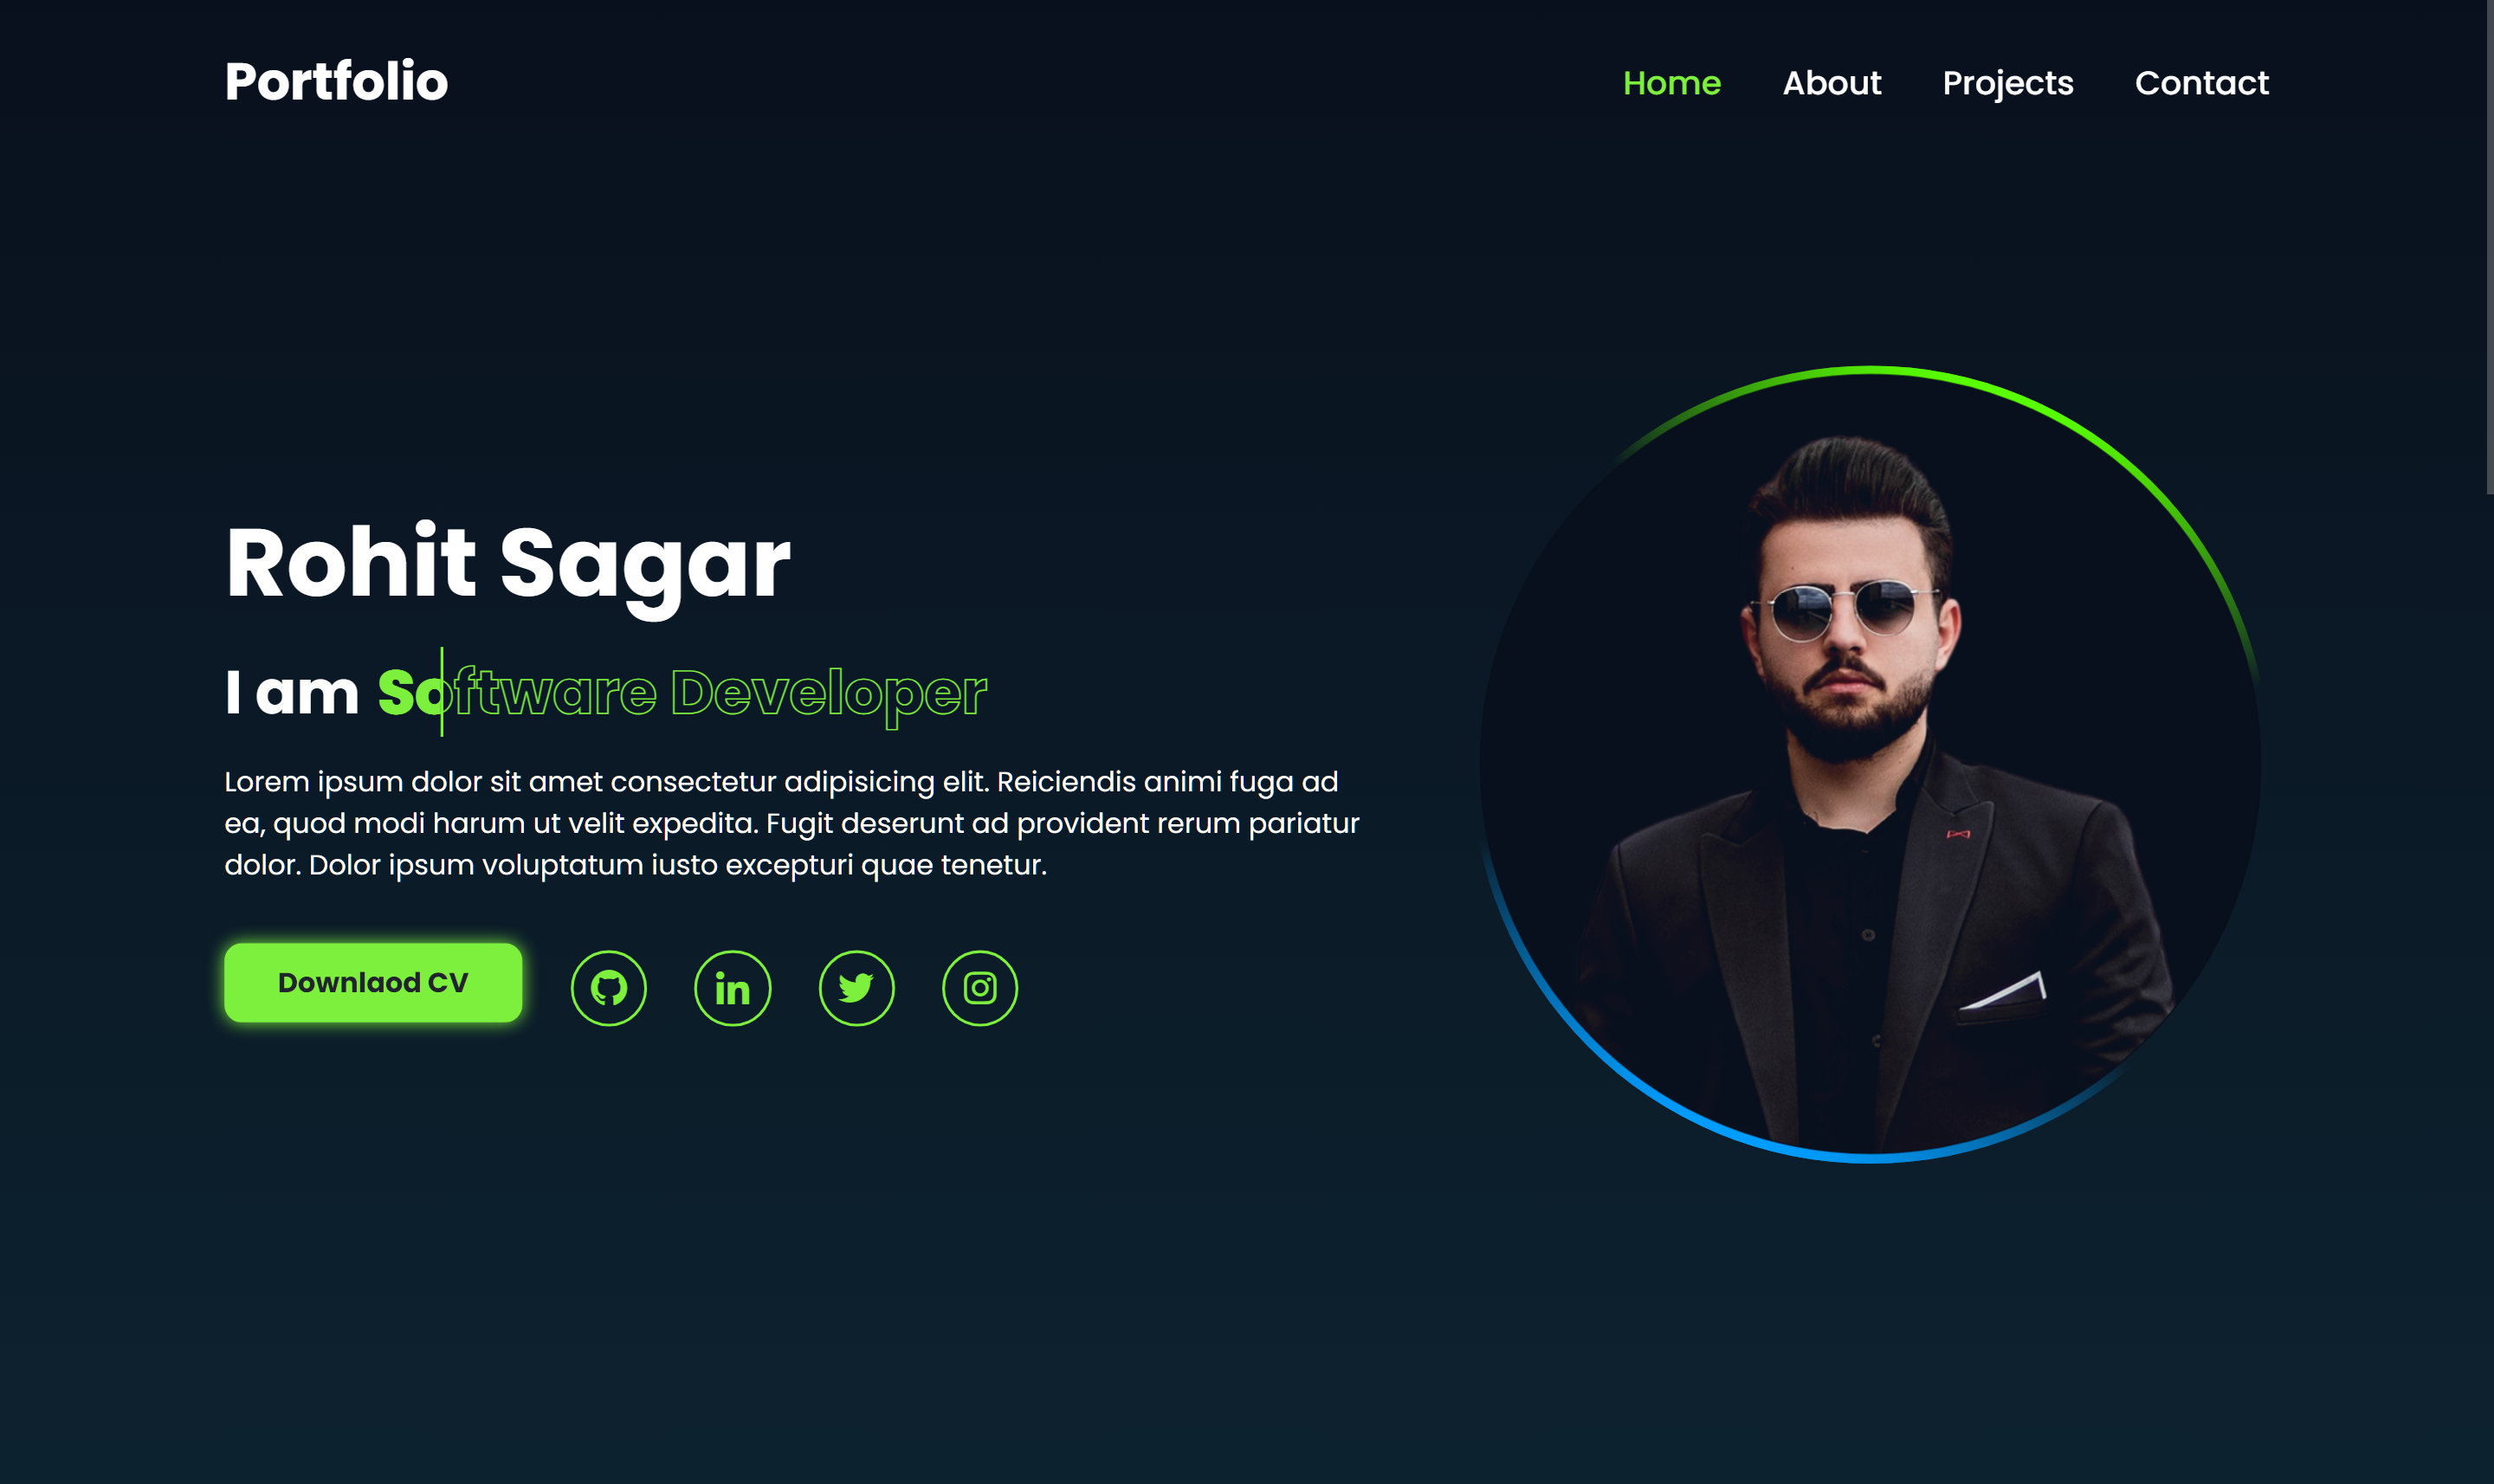 Portfolio
Home About Projects Contact
Rohit Sagar
I am Software Developer
Lorem ipsum dolor sit amet consectetur adipisicing elit. Reiciendis animi fuga ad
ea, quod modi harum ut velit expedita. Fugit deserunt ad provident rerum pariatur
dolor. Dolor ipsum voluptatum iusto excepturi quae tenetur.
Downlaod CV